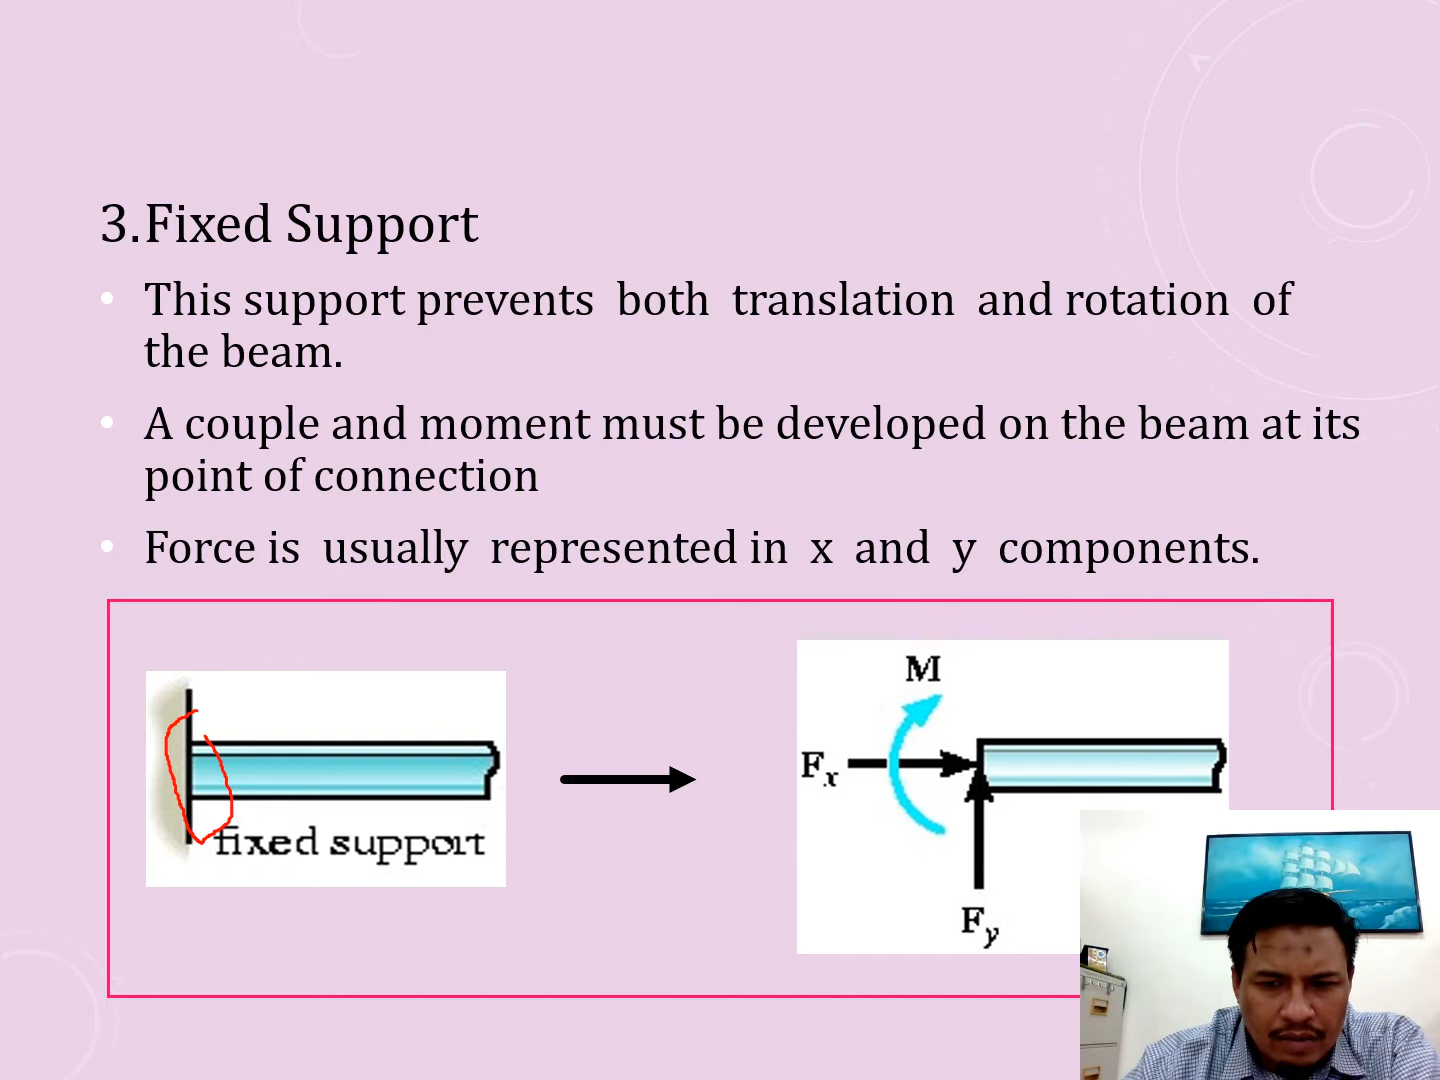 3.Fixed Support
• This support prevents both translation and rotation of
the beam.
• A couple and moment must be developed on the beam at its
point of connection
• Force is usually represented in x and y components.
fixed support
M
Fx
Fy